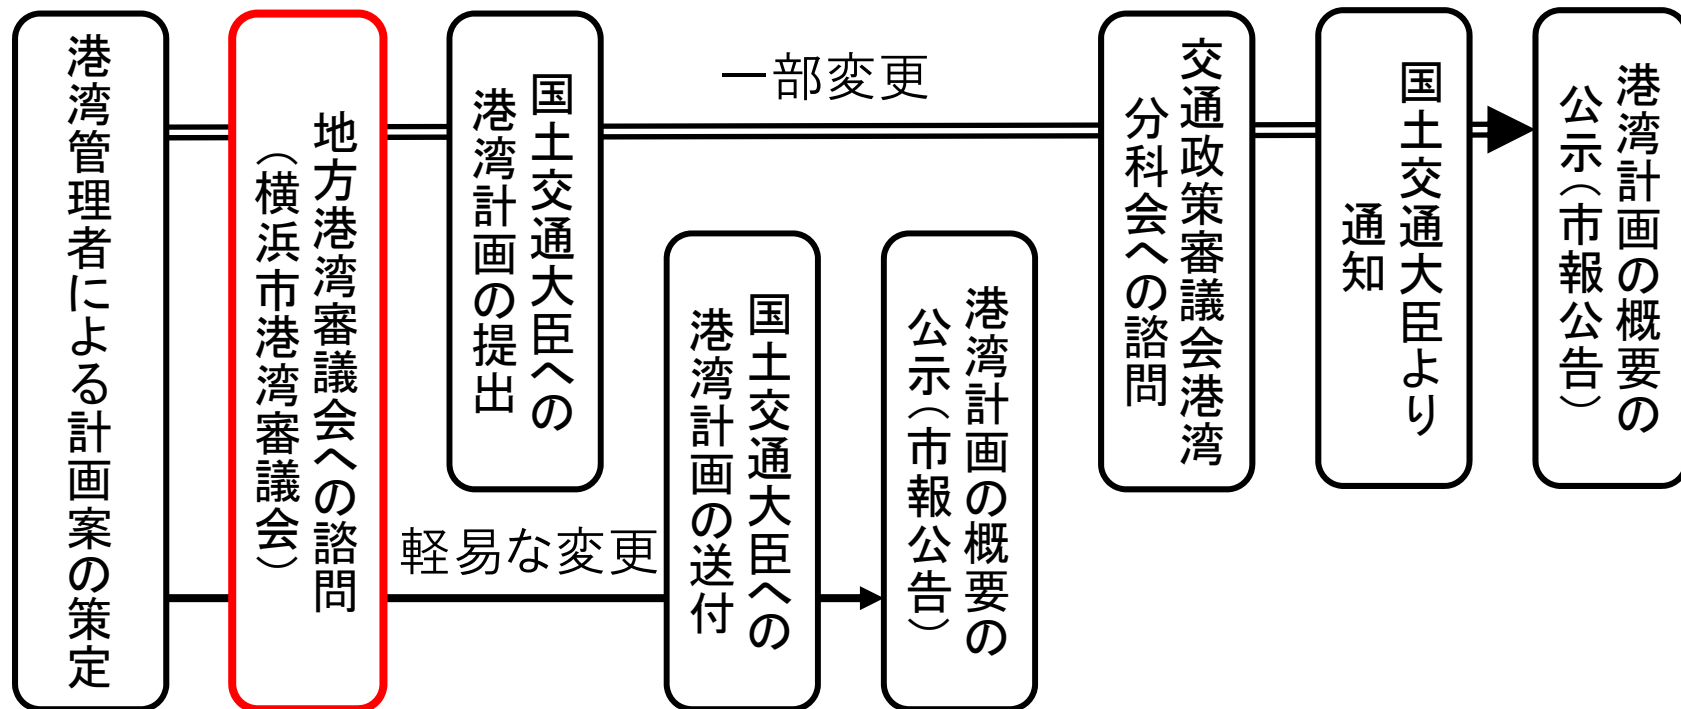 港湾管理者による計画案の策定
地方港湾審議会への諮問
（横浜市港湾審議会）
国土交通大臣への
港湾計画の提出
一部変更
交通政策審議会港湾
分科会への諮問
国土交通大臣より
通知
港湾計画の概要の
公示（市報公告）
軽易な変更
国土交通大臣への
港湾計画の送付
港湾計画の概要の
公示（市報公告）